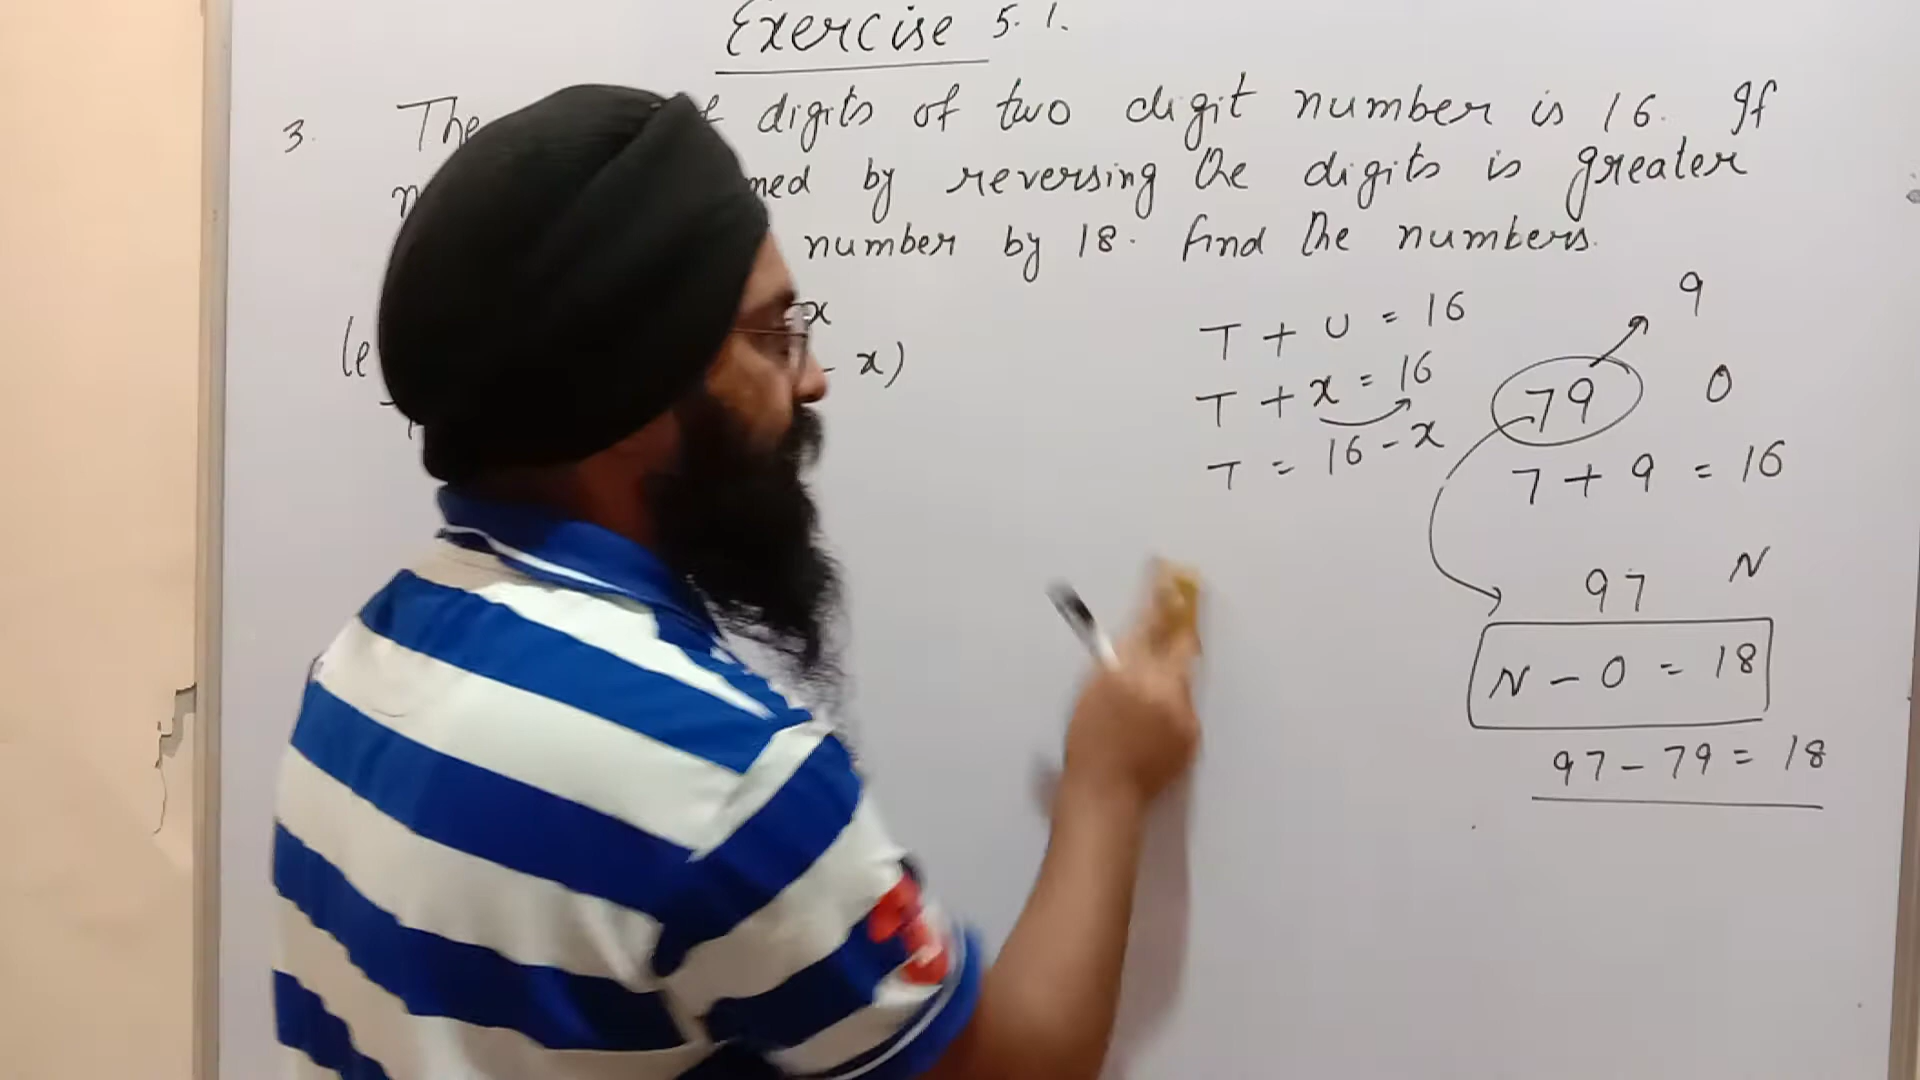 Exercise 5.1.
3. The digits of two digit number is 16. If
by reversing the digits is greater
number by 18. find the numbers.
x
- x)
T + U = 16
T + x = 16
T = 16 - x
9
79
0
7 + 9 = 16
97 N
N - O = 18
97 - 79 = 18